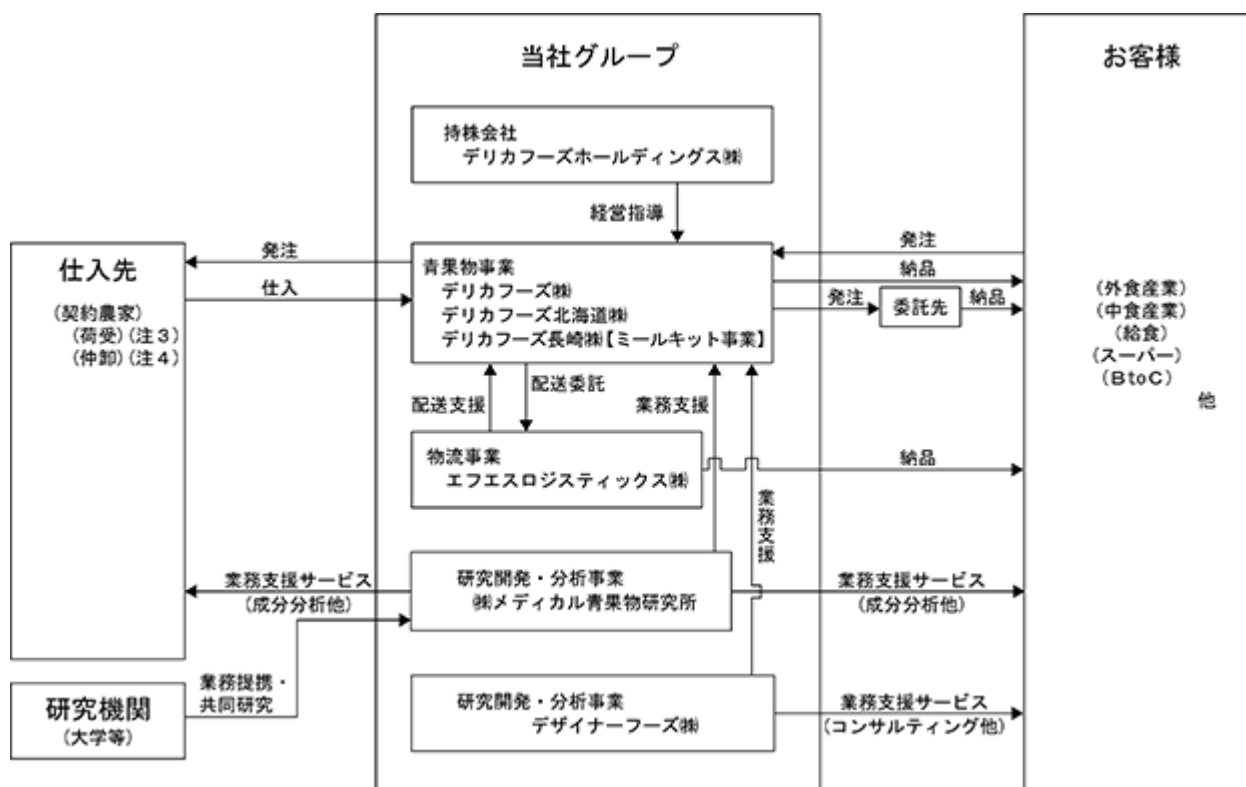 当社グループ
お客様
持株会社
デリカフーズホールディングス㈱
経営指導
仕入先
(契約農家)
(荷受)(注3)
(仲卸)(注4)
発注
仕入
青果物事業
デリカフーズ㈱
デリカフーズ北海道㈱
デリカフーズ長崎㈱【ミールキット事業】
発注
納品
発注
委託先
納品
(外食産業)
(中食産業)
(給食)
(スーパー)
(BtoC)
他
配送支援
配送委託
業務支援
物流事業
エフエスロジスティックス㈱
納品
業務支援
業務支援サービス
(成分分析他)
研究開発・分析事業
㈱メディカル青果物研究所
業務支援サービス
(成分分析他)
研究機関
(大学等)
業務提携・
共同研究
研究開発・分析事業
デザイナーフーズ㈱
業務支援サービス
(コンサルティング他)